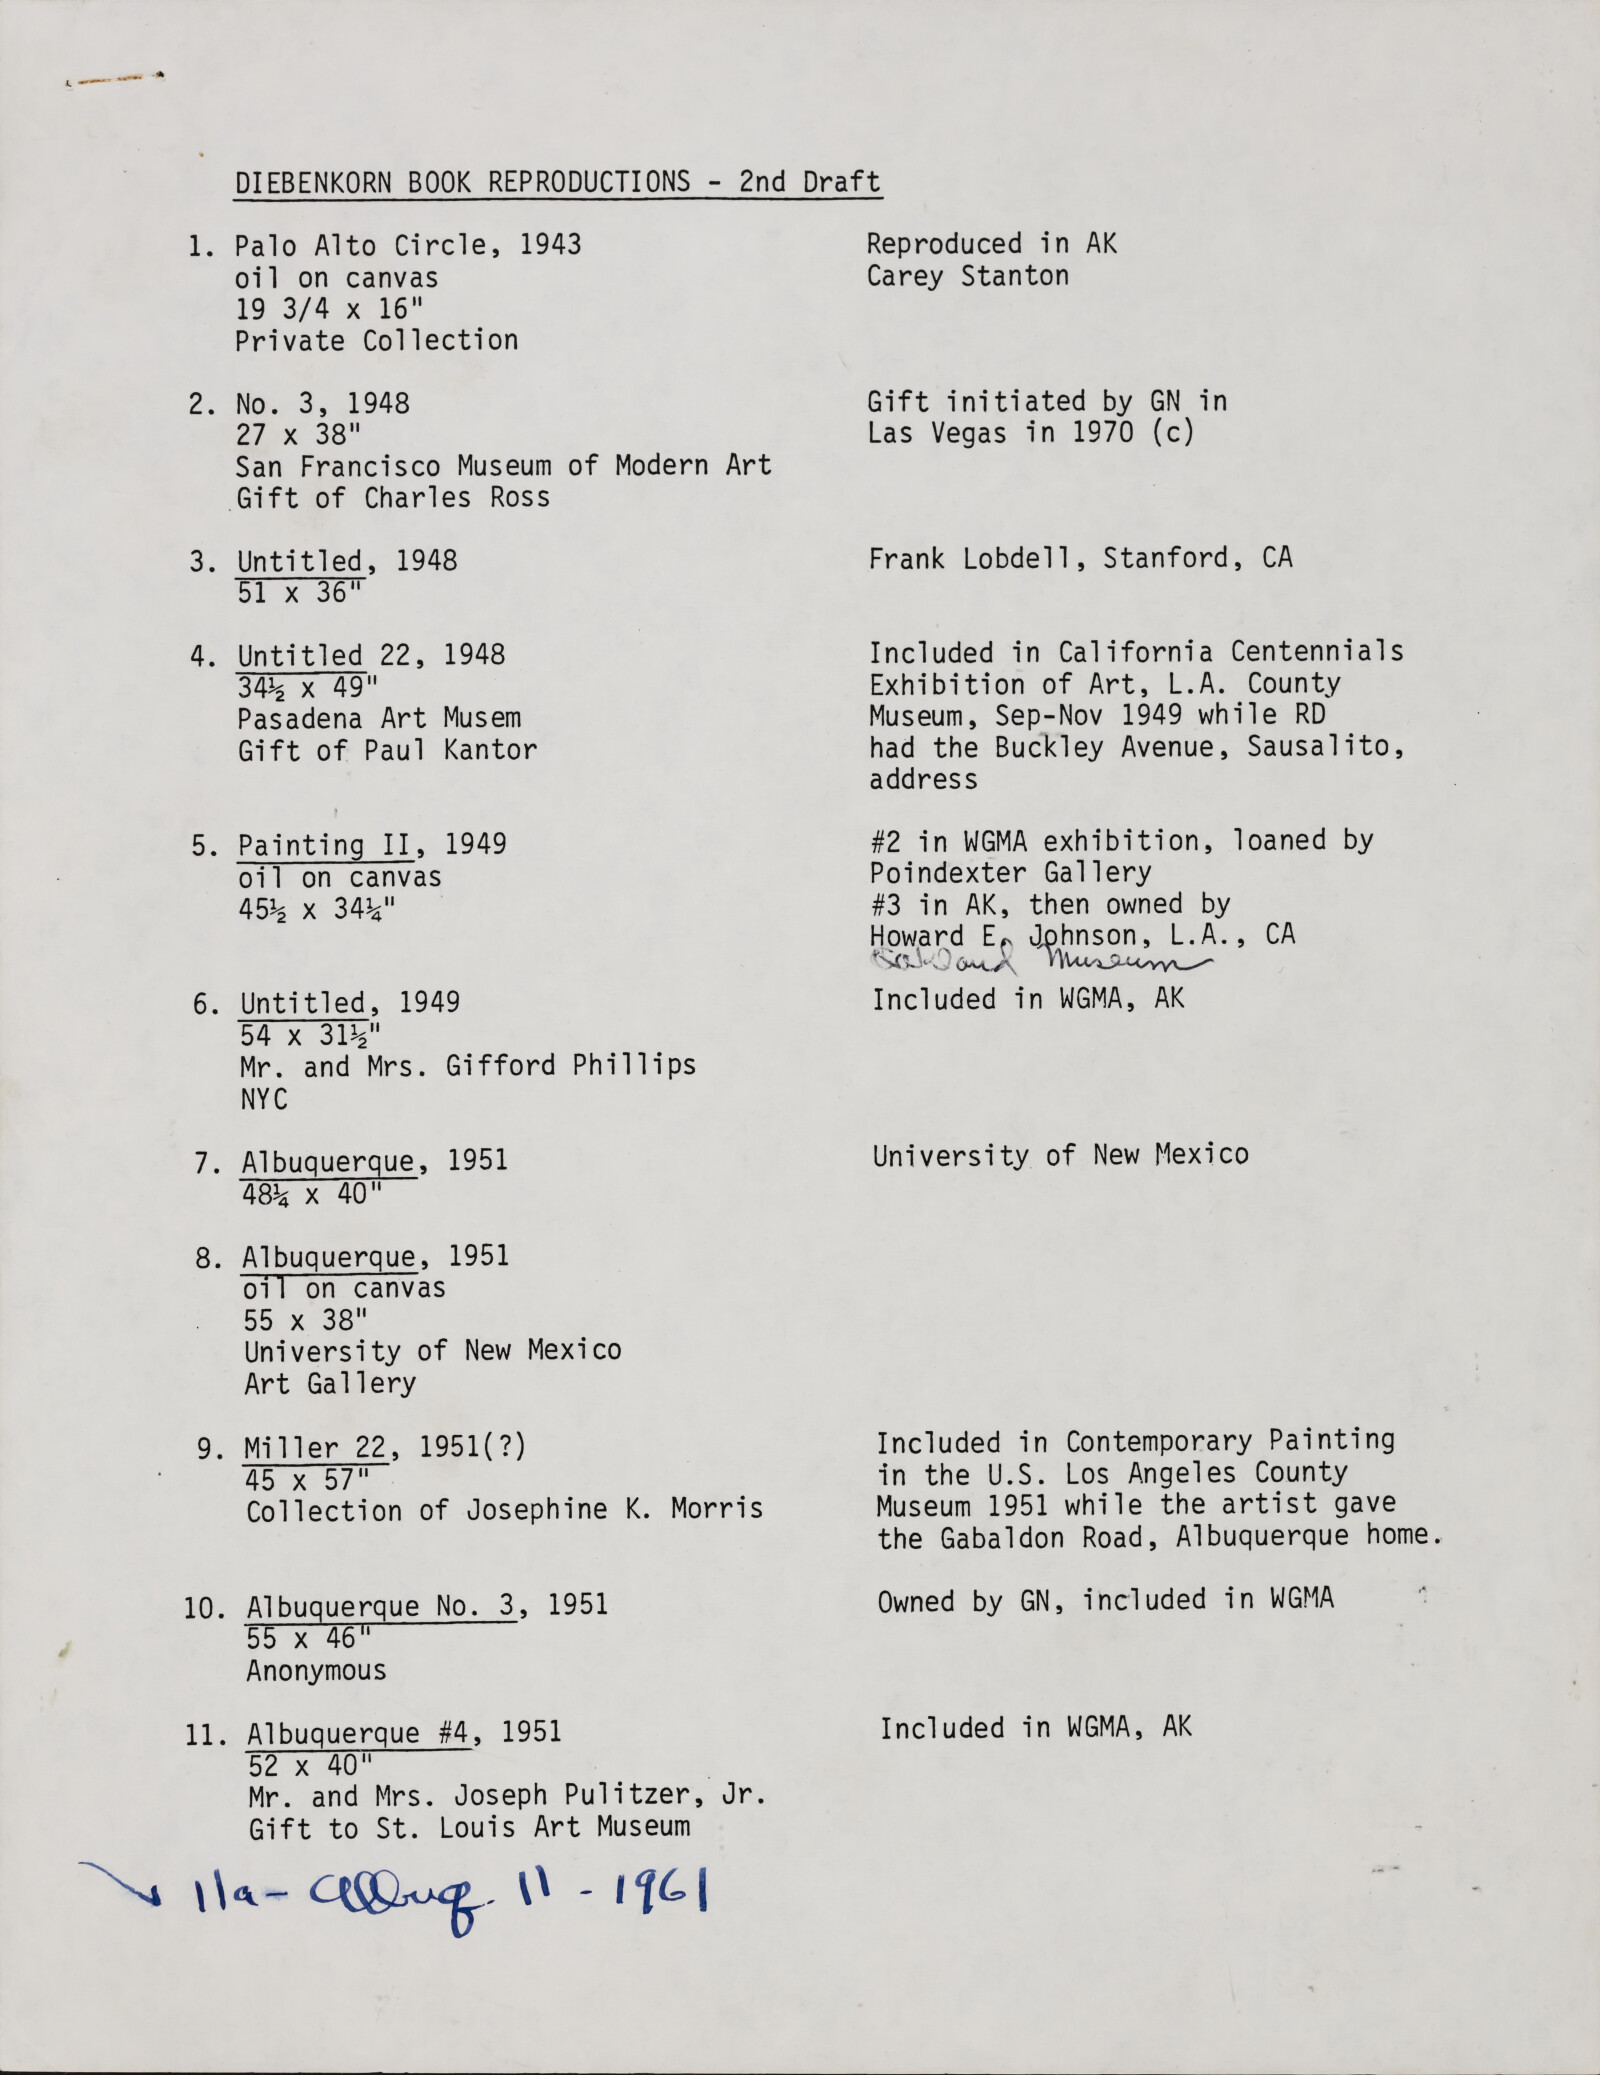 DIEBENKORN BOOK REPRODUCTIONS - 2nd Draft
1. Palo Alto Circle, 1943
oil on canvas
19 3/4 x 16"
Private Collection
Reproduced in AK
Carey Stanton
2. No. 3, 1948
27 x 38"
San Francisco Museum of Modern Art
Gift of Charles Ross
Gift initiated by GN in
Las Vegas in 1970 (c)
3. Untitled, 1948
51 x 36"
Frank Lobdell, Stanford, CA
4. Untitled 22, 1948
34½ x 49"
Pasadena Art Musem
Gift of Paul Kantor
Included in California Centennials
Exhibition of Art, L.A. County
Museum, Sep-Nov 1949 while RD
had the Buckley Avenue, Sausalito,
address
5. Painting II, 1949
oil on canvas
45½ x 34¼"
#2 in WGMA exhibition, loaned by
Poindexter Gallery
#3 in AK, then owned by
Howard E. Johnson, L.A., CA
Oakland Museum
6. Untitled, 1949
54 x 31½"
Mr. and Mrs. Gifford Phillips
NYC
Included in WGMA, AK
7. Albuquerque, 1951
48¼ x 40"
University of New Mexico
8. Albuquerque, 1951
oil on canvas
55 x 38"
University of New Mexico
Art Gallery
9. Miller 22, 1951(?)
45 x 57"
Collection of Josephine K. Morris
Included in Contemporary Painting
in the U.S. Los Angeles County
Museum 1951 while the artist gave
the Gabaldon Road, Albuquerque home.
10. Albuquerque No. 3, 1951
55 x 46"
Anonymous
Owned by GN, included in WGMA
11. Albuquerque #4, 1951
52 x 40"
Mr. and Mrs. Joseph Pulitzer, Jr.
Gift to St. Louis Art Museum
Included in WGMA, AK
11a - Albuq. 11 - 1961